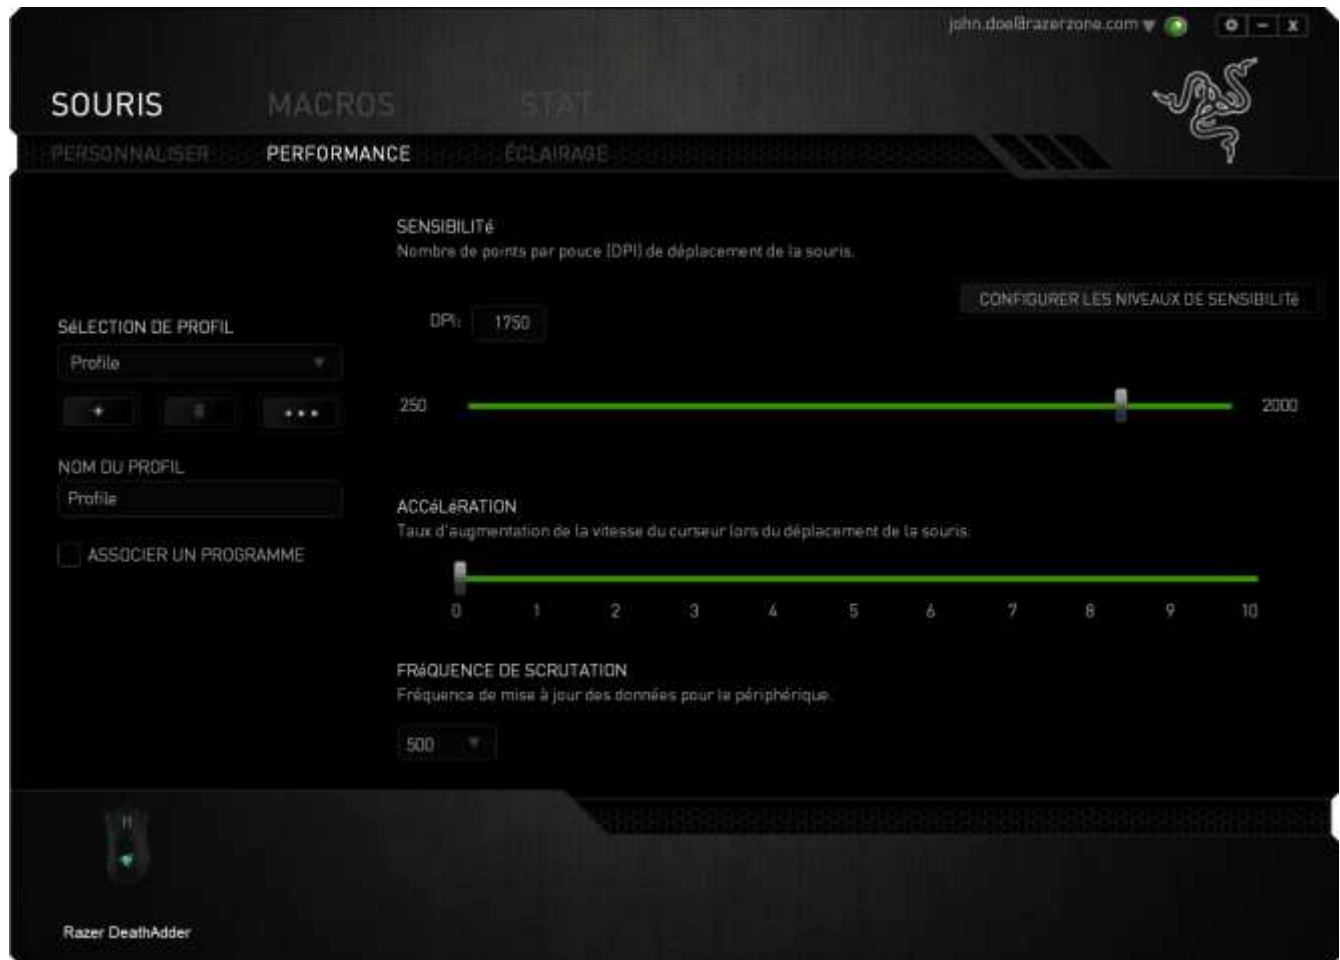 john.doe@razerzone.com
SOURIS MACROS STAT.
PERSONNALISER PERFORMANCE ÉCLAIRAGE
SENSIBILITé
Nombre de points par pouce (DPI) de déplacement de la souris.
CONFIGURER LES NIVEAUX DE SENSIBILITé
SéLECTION DE PROFIL
Profile
DPI: 1750
250 2000
NOM DU PROFIL
Profile
ASSOCIER UN PROGRAMME
ACCéLéRATION
Taux d'augmentation de la vitesse du curseur lors du déplacement de la souris.
0 1 2 3 4 5 6 7 8 9 10
FRéQUENCE DE SCRUTATION
Fréquence de mise à jour des données pour le périphérique.
500
Razer DeathAdder